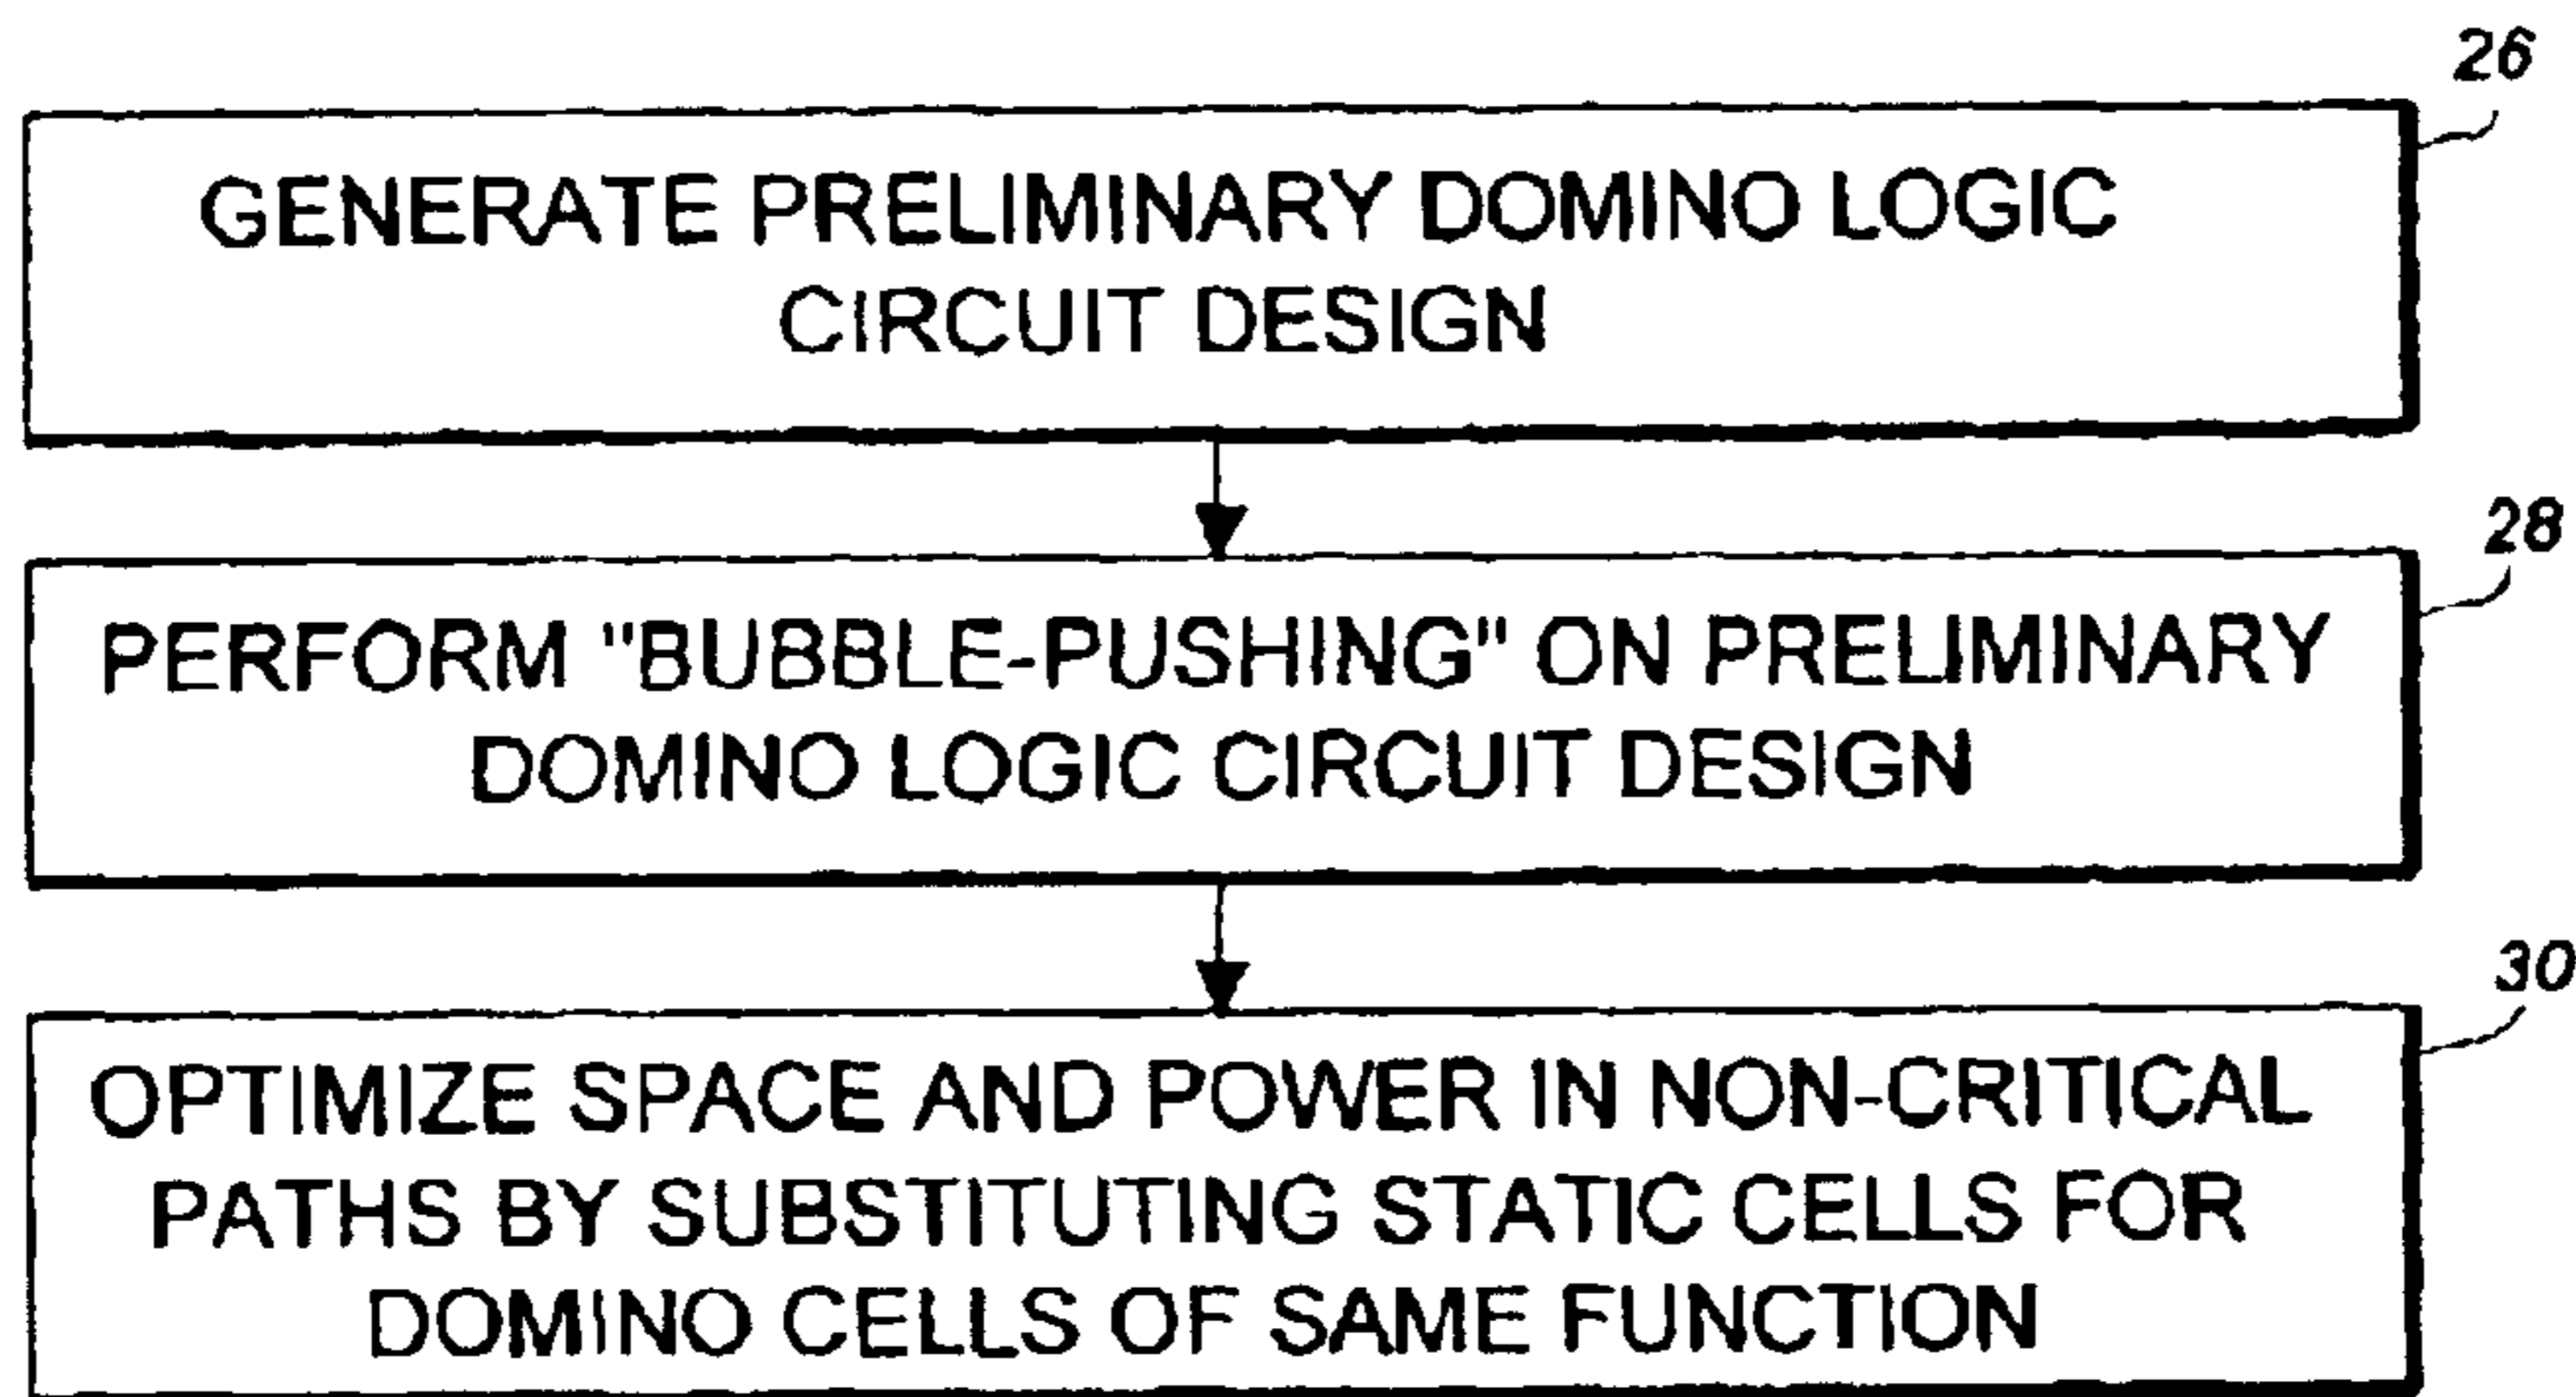 26
GENERATE PRELIMINARY DOMINO LOGIC
CIRCUIT DESIGN
28
PERFORM "BUBBLE-PUSHING" ON PRELIMINARY
DOMINO LOGIC CIRCUIT DESIGN
30
OPTIMIZE SPACE AND POWER IN NON-CRITICAL
PATHS BY SUBSTITUTING STATIC CELLS FOR
DOMINO CELLS OF SAME FUNCTION